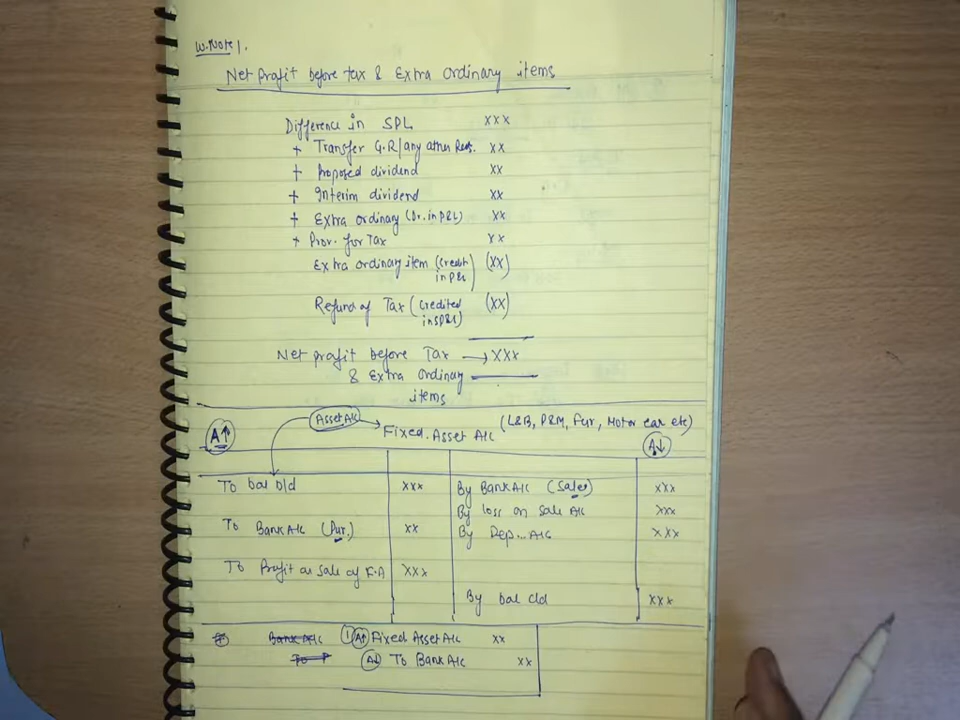 W.Note 1.
Net profit before tax & Extra Ordinary items
Difference in SPL xxx
+ Transfer G.R/any other Res. xx
+ Proposed dividend xx
+ Interim dividend xx
+ Extra ordinary (Dr. in P&L) xx
+ Prov. for Tax xx
Extra ordinary item (credit in P&L) (xx)
Refund of Tax (credited in SP&L) (xx)
Net profit before Tax → xxx
& Extra Ordinary
items
A↑ Asset A/c Fixed Asset A/c (L&B, P&M, Fur, Motor car etc) A↓
To bal b/d xxx By Bank A/c (Sales) xxx
By loss on sale A/c xxx
To Bank A/c (Pur.) xx By Dep... A/c xxx
To Profit on sale of F.A xxx
By bal c/d xxx
Bank A/c 1 A↑ Fixed Asset A/c xx
To P A↓ To Bank A/c xx